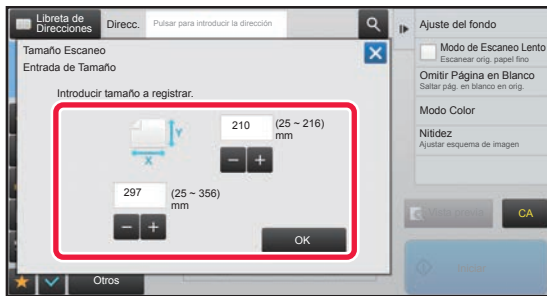 Libreta de
Direcciones
Direcc.
Pulsar para introducir la dirección
Tamaño Escaneo
Entrada de Tamaño
Introducir tamaño a registrar.
Y
X
210
(25 ~ 216)
mm
297
(25 ~ 356)
mm
OK
Otros
Ajuste del fondo
Modo de Escaneo Lento
Escanear orig. papel fino
Omitir Página en Blanco
Saltar pág. en blanco en orig.
Modo Color
Nitidez
Ajustar esquema de imagen
CA
Iniciar